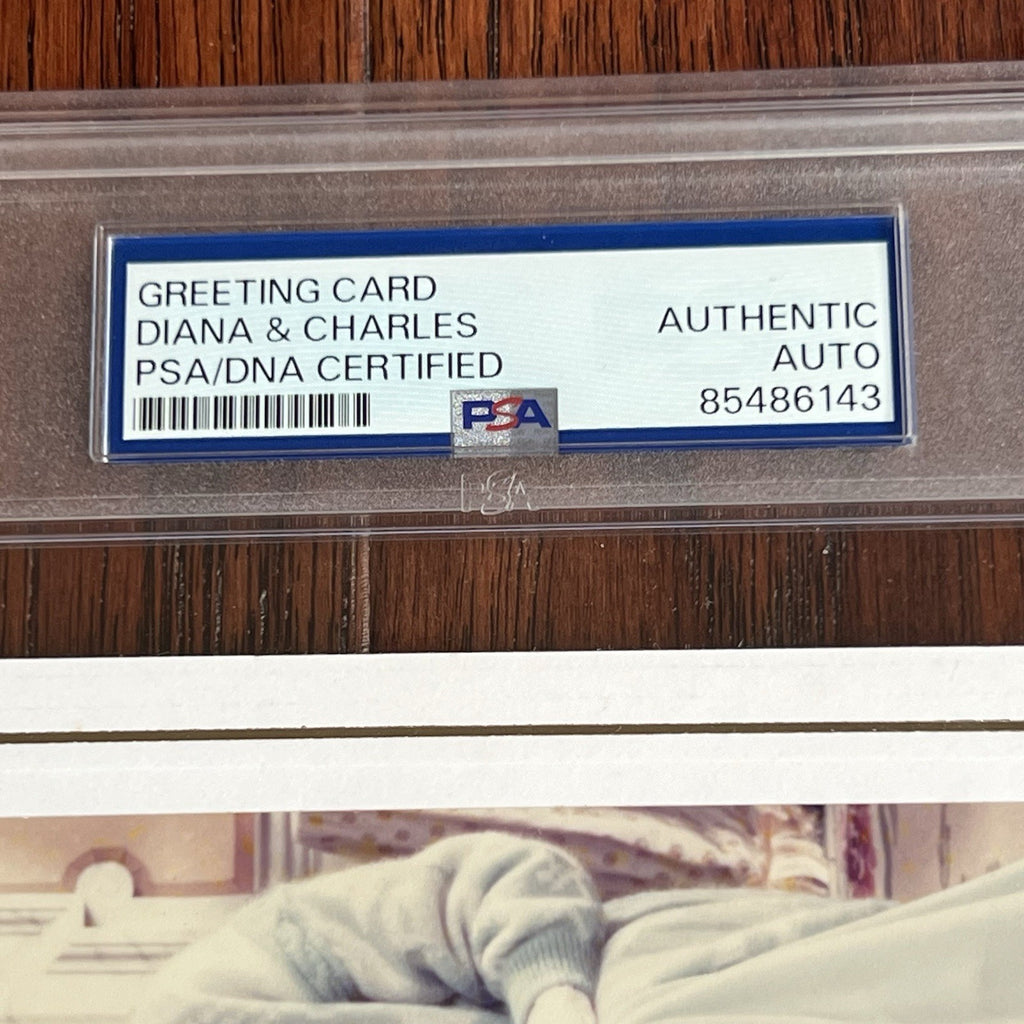 GREETING CARD
DIANA & CHARLES
PSA/DNA CERTIFIED
AUTHENTIC
AUTO
85486143
PSA
PSA